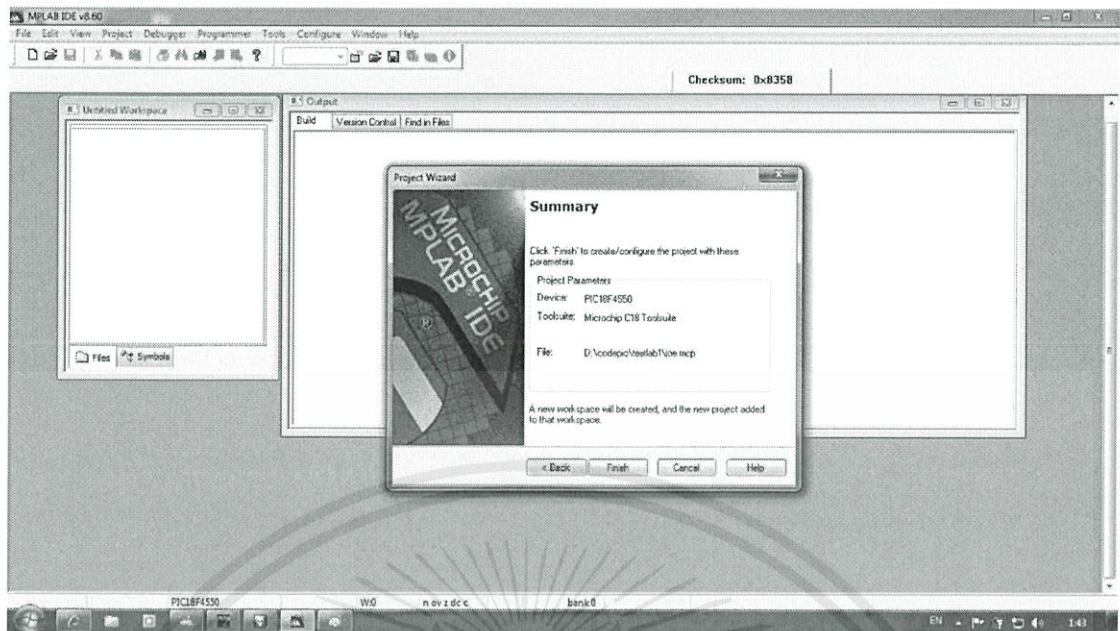 MPLAB IDE v8.60
File Edit View Project Debugger Programmer Tools Configure Window Help
Checksum: 0x8358
Untitled Workspace
Output
Build Version Control Find in Files
Project Wizard
MICROCHIP
MPLAB® IDE
®
Summary
Click 'Finish' to create/configure the project with these
parameters.
Project Parameters
Device: PIC18F4550
Toolsuite: Microchip C18 Toolsuite
File: D:\codepic\testlab1\joe.mcp
A new workspace will be created, and the new project added
to that workspace.
< Back Finish Cancel Help
Files Symbols
PIC18F4550 W:0 n ov z dc c bank 0
EN 1:43